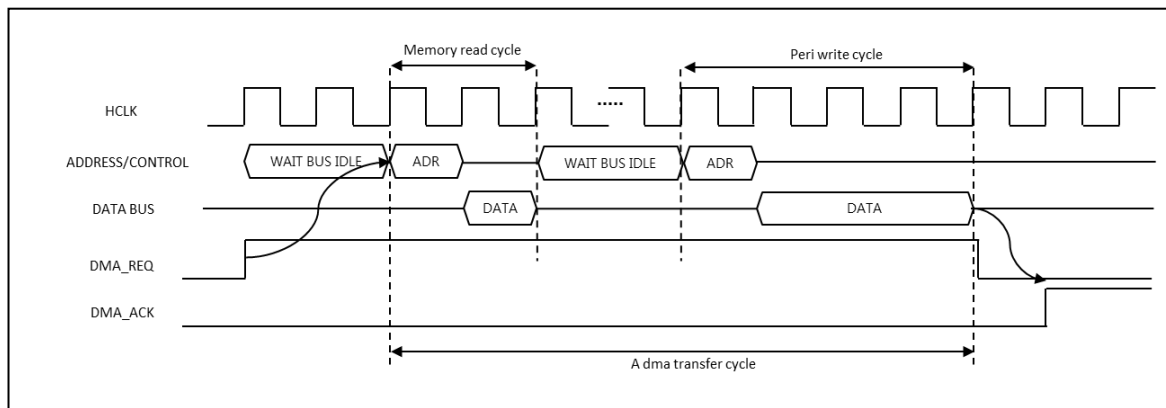 Memory read cycle
Peri write cycle
HCLK
.....
ADDRESS/CONTROL
WAIT BUS IDLE
ADR
WAIT BUS IDLE
ADR
DATA BUS
DATA
DATA
DMA_REQ
DMA_ACK
A dma transfer cycle